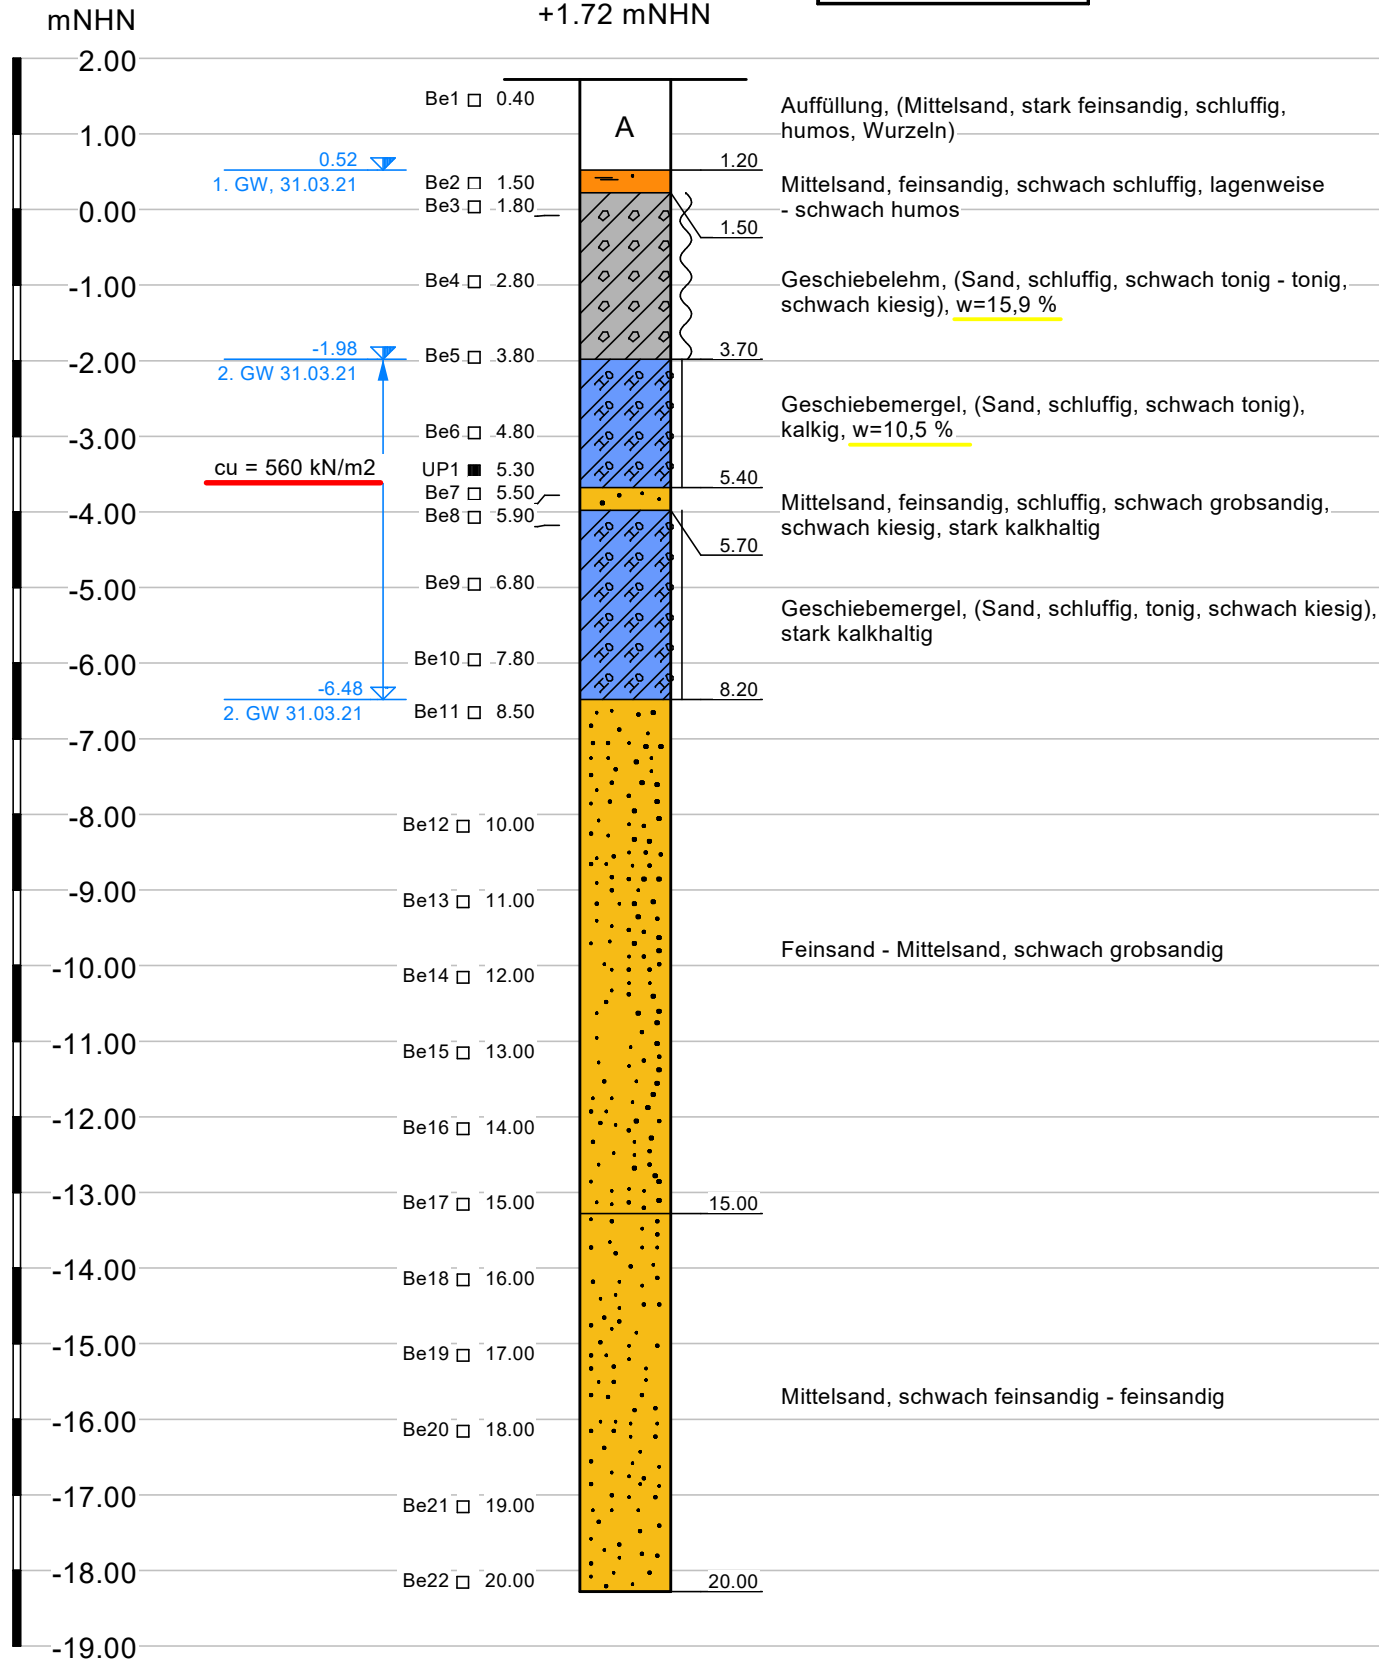 mNHN
+1.72 mNHN
2.00
Be1 0.40
Auffüllung, (Mittelsand, stark feinsandig, schluffig,
humos, Wurzeln)
A
1.00
0.52
1. GW, 31.03.21
1.20
Be2 1.50
Mittelsand, feinsandig, schwach schluffig, lagenweise
- schwach humos
Be3 1.80
0.00
1.50
Be4 2.80
-1.00
Geschiebelehm, (Sand, schluffig, schwach tonig - tonig,
schwach kiesig), w=15,9 %
-1.98
2. GW 31.03.21
Be5 3.80
3.70
-2.00
Geschiebemergel, (Sand, schluffig, schwach tonig),
kalkig, w=10,5 %
Be6 4.80
-3.00
cu = 560 kN/m2
UP1 5.30
5.40
Be7 5.50
Mittelsand, feinsandig, schluffig, schwach grobsandig,
schwach kiesig, stark kalkhaltig
-4.00
Be8 5.90
5.70
Be9 6.80
-5.00
Geschiebemergel, (Sand, schluffig, tonig, schwach kiesig),
stark kalkhaltig
Be10 7.80
-6.00
-6.48
2. GW 31.03.21
8.20
Be11 8.50
-7.00
-8.00
Be12 10.00
-9.00
Be13 11.00
Feinsand - Mittelsand, schwach grobsandig
-10.00
Be14 12.00
-11.00
Be15 13.00
-12.00
Be16 14.00
-13.00
Be17 15.00
15.00
-14.00
Be18 16.00
-15.00
Be19 17.00
Mittelsand, schwach feinsandig - feinsandig
-16.00
Be20 18.00
-17.00
Be21 19.00
-18.00
Be22 20.00
20.00
-19.00